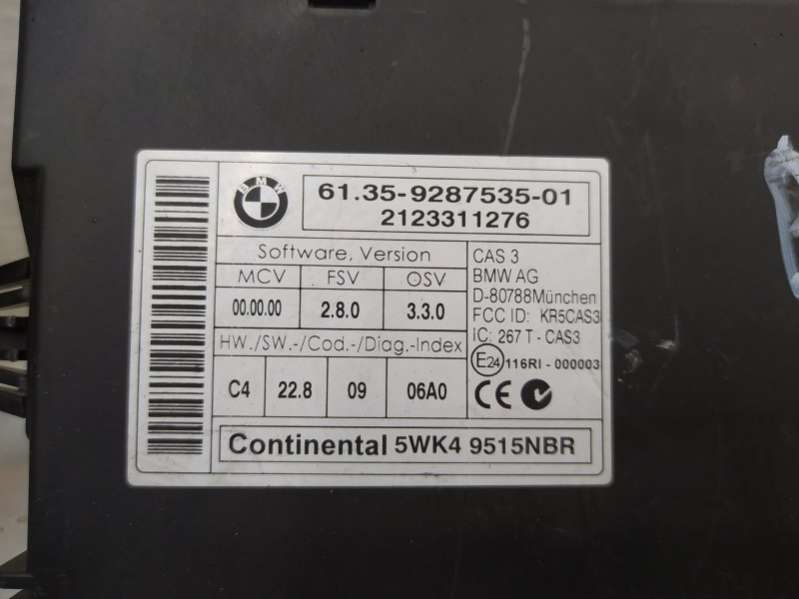 BMW
61.35-9287535-01
2123311276
Software, Version
MCV FSV OSV
00.00.00 2.8.0 3.3.0
HW./SW.-/Cod.-/Diag.-Index
C4 22.8 09 06A0
CAS 3
BMW AG
D-80788München
FCC ID: KR5CAS3
IC: 267 T - CAS3
E24 116RI - 000003
CE
Continental 5WK4 9515NBR